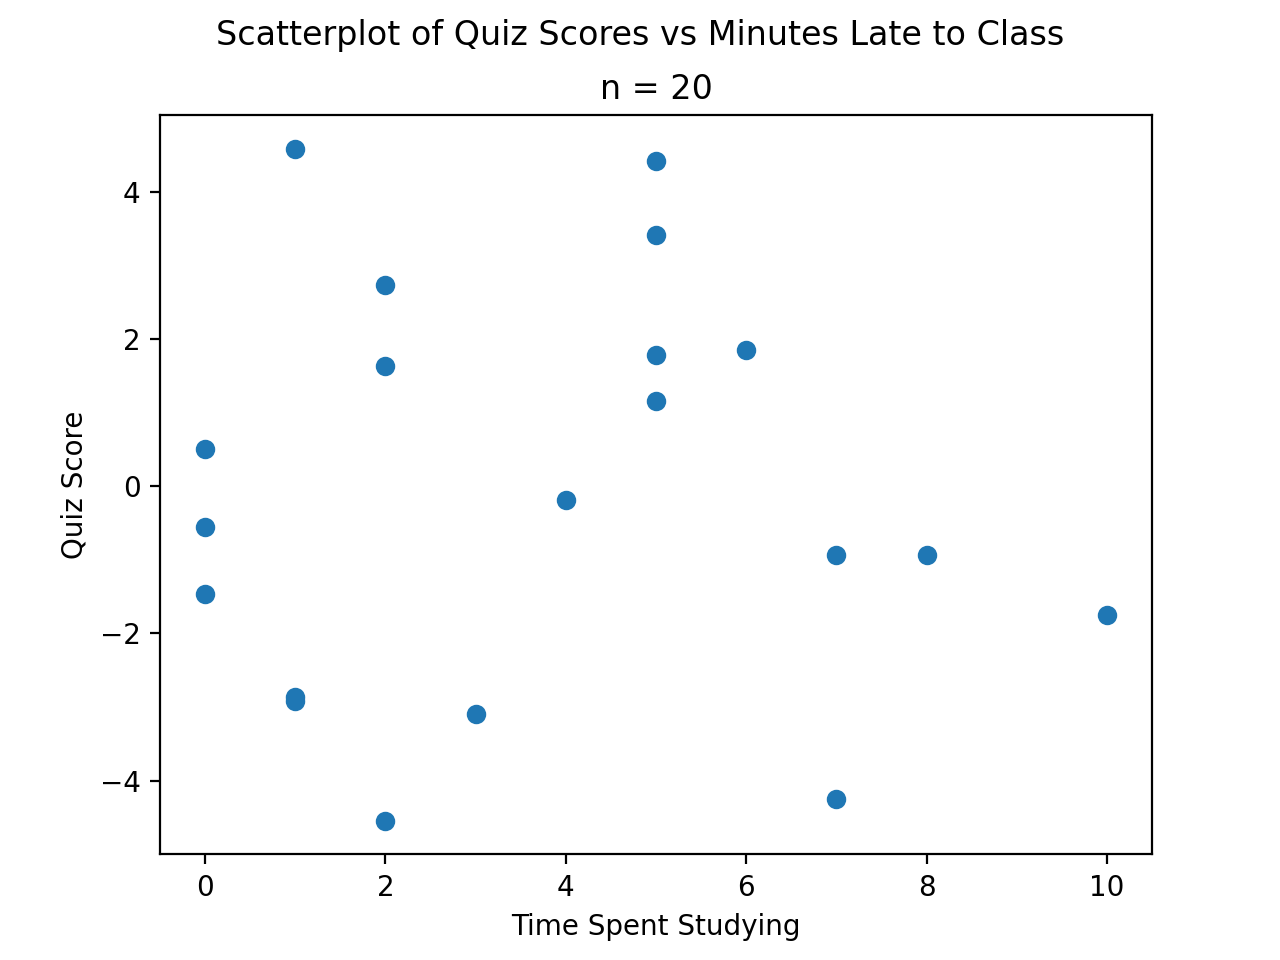 Scatterplot of Quiz Scores vs Minutes Late to Class
n = 20
4
2
0
−2
−4
Quiz Score
0 2 4 6 8 10
Time Spent Studying